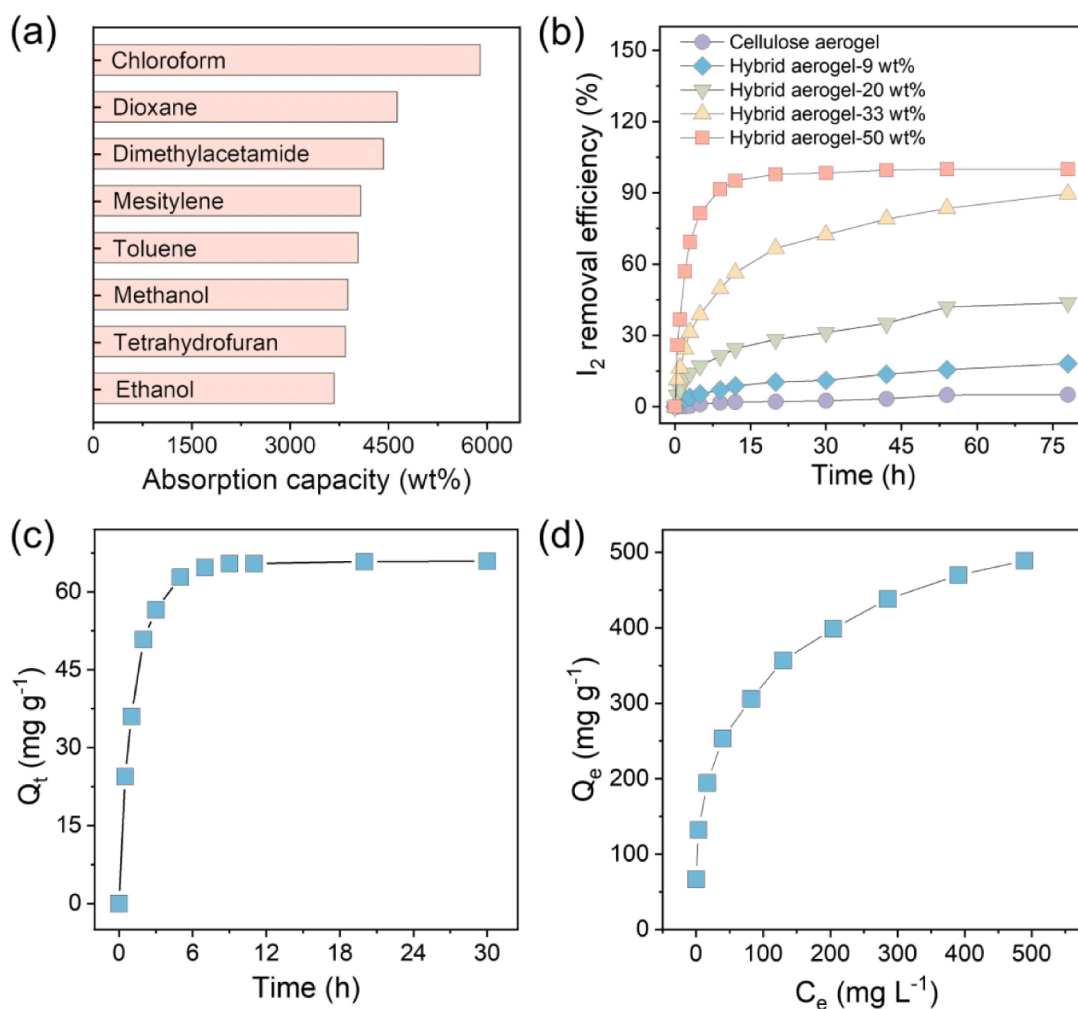 (a)
Chloroform
Dioxane
Dimethylacetamide
Mesitylene
Toluene
Methanol
Tetrahydrofuran
Ethanol
0 1500 3000 4500 6000
Absorption capacity (wt%)
(b)
I₂ removal efficiency (%)
150
120
90
60
30
0
Cellulose aerogel
Hybrid aerogel-9 wt%
Hybrid aerogel-20 wt%
Hybrid aerogel-33 wt%
Hybrid aerogel-50 wt%
0 15 30 45 60 75
Time (h)
(c)
Qₜ (mg g⁻¹)
60
45
30
15
0
0 6 12 18 24 30
Time (h)
(d)
Qₑ (mg g⁻¹)
500
400
300
200
100
0
0 100 200 300 400 500
Cₑ (mg L⁻¹)